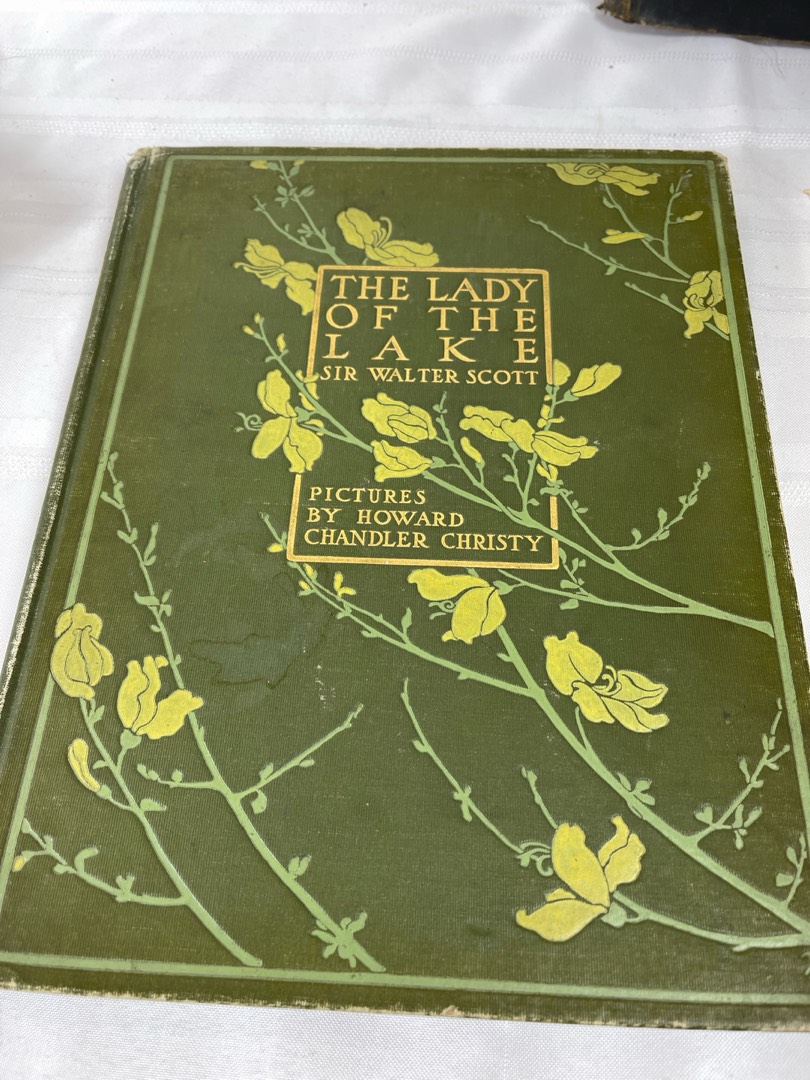 THE LADY
OF THE
LAKE
SIR WALTER SCOTT
PICTURES
BY HOWARD
CHANDLER CHRISTY